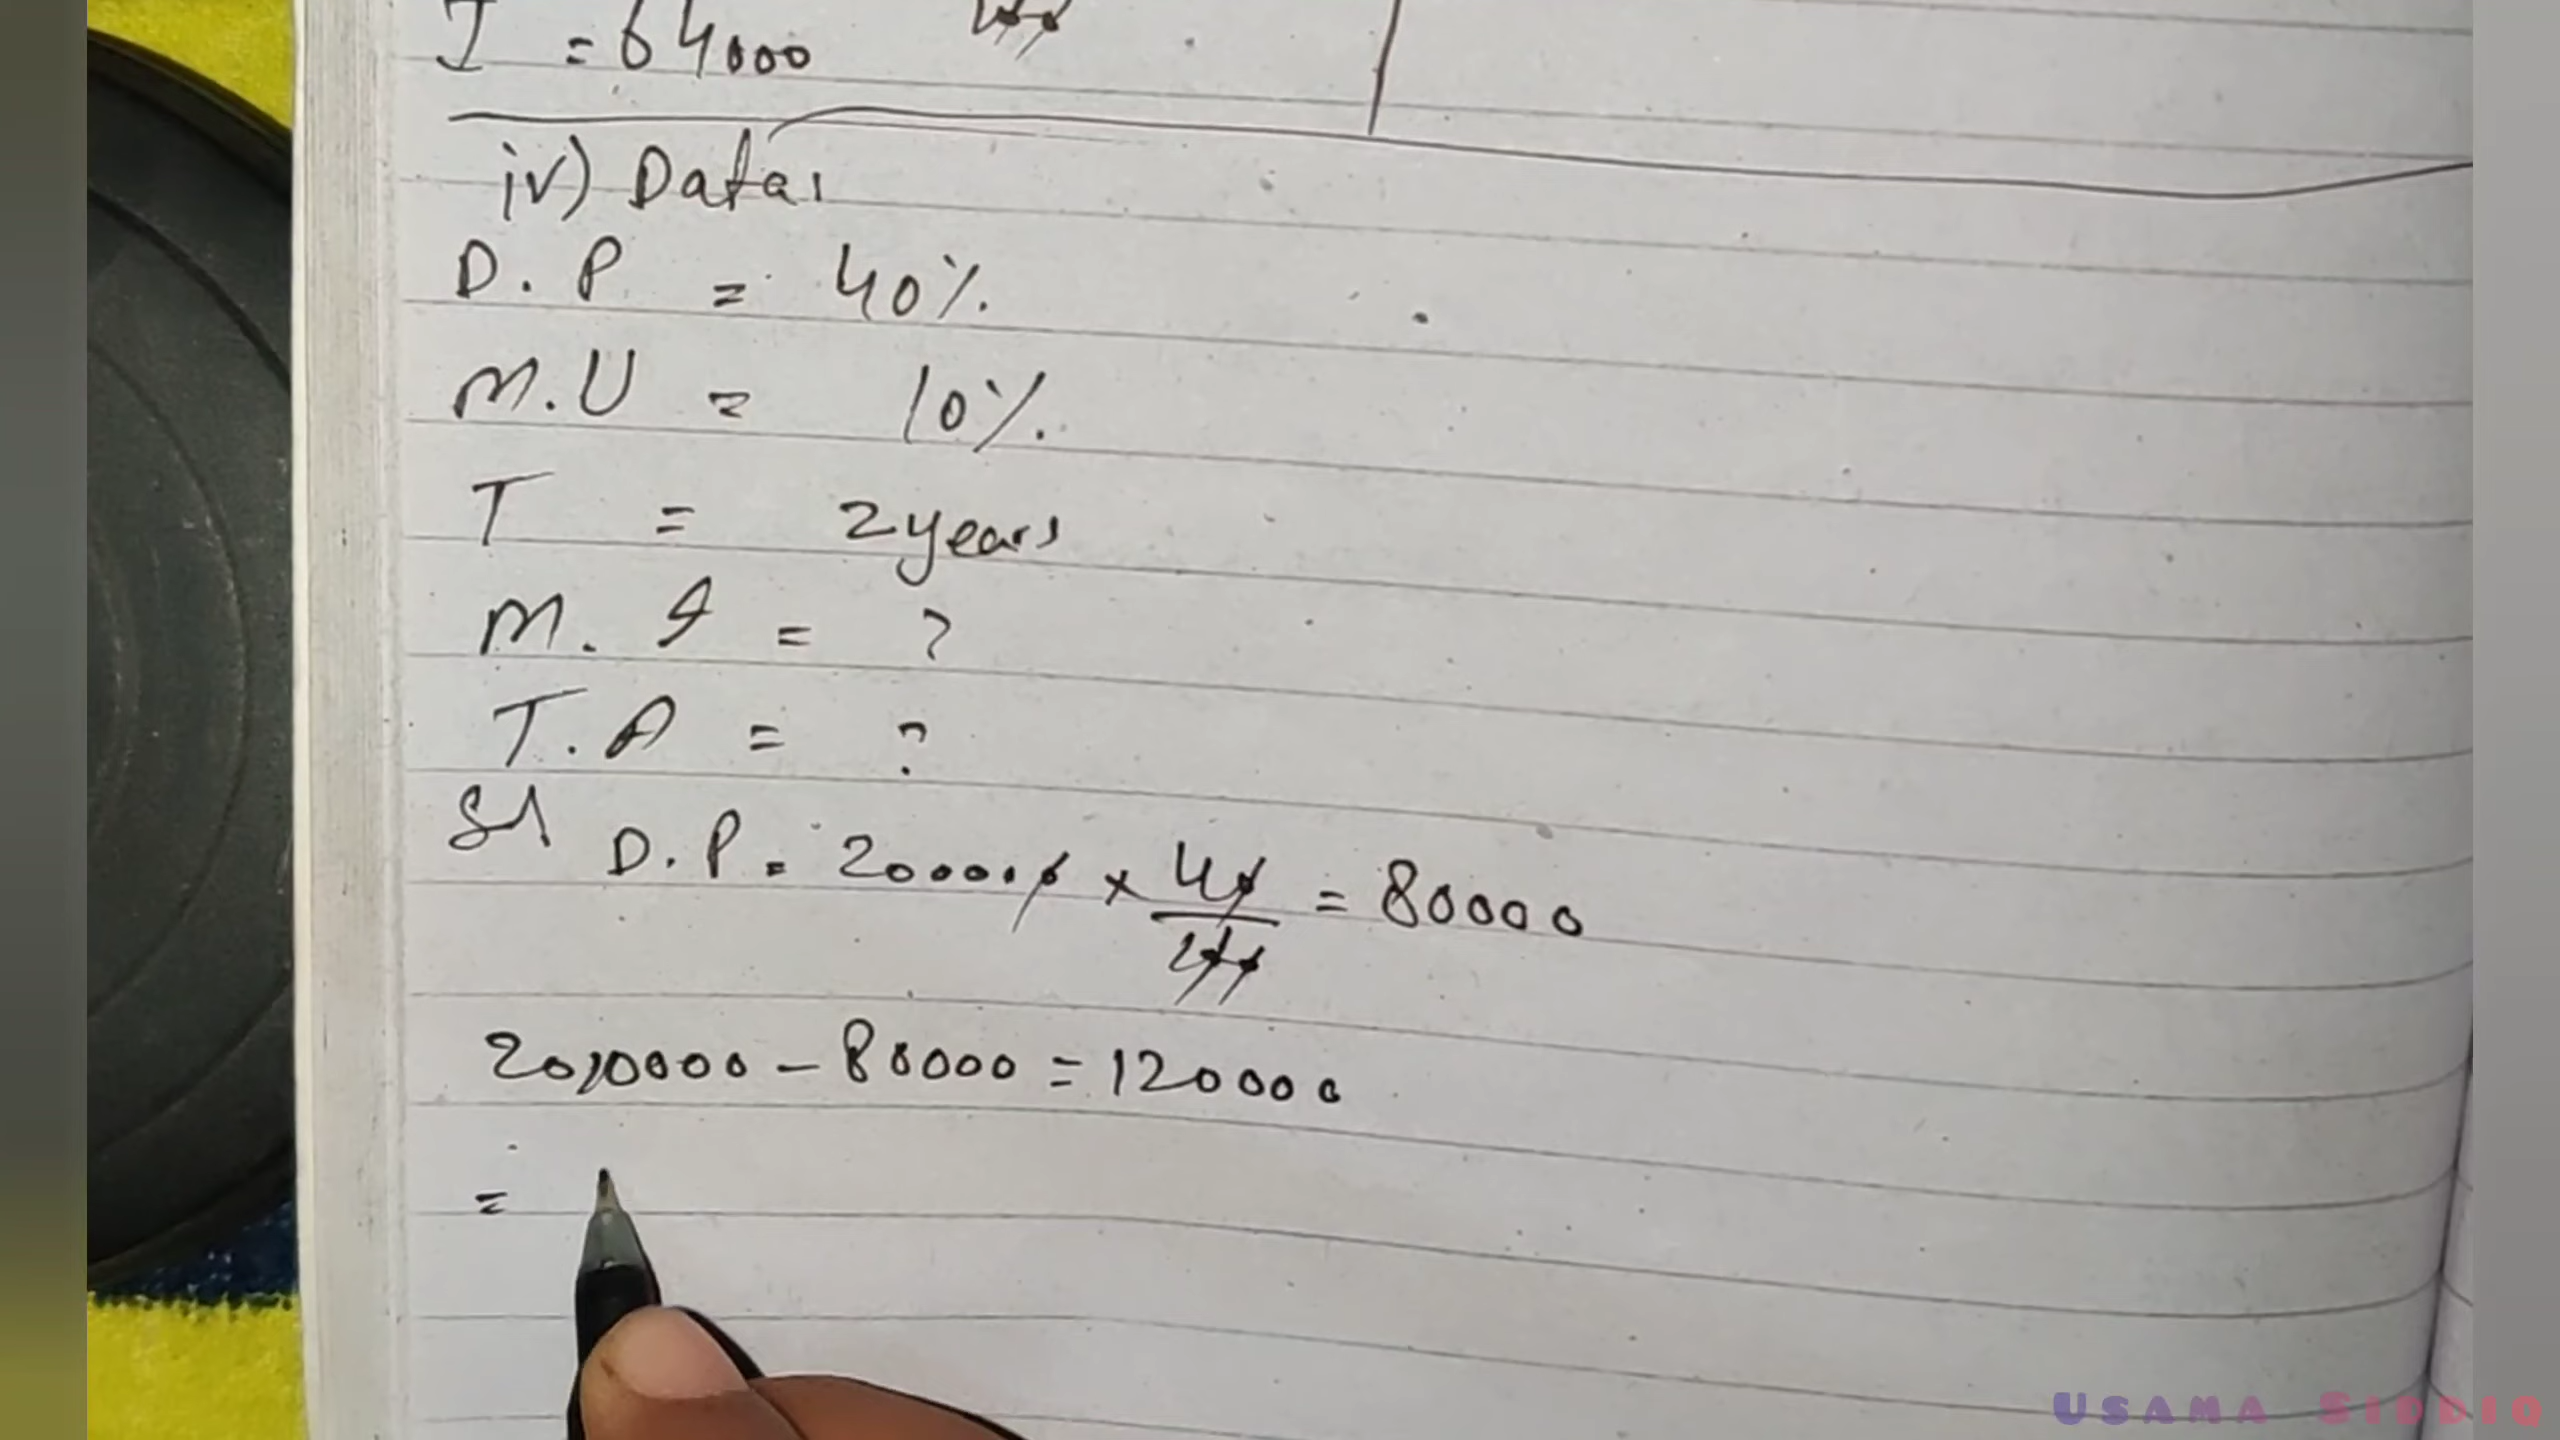 I = 64000
iv) Data:
D.P = 40%
M.U = 10%
T = 2years
M.I = ?
T.A = ?
Sol D.P = 200000 × 40/100 = 80000
200000 - 80000 = 120000
=
USAMA SIDDIQ